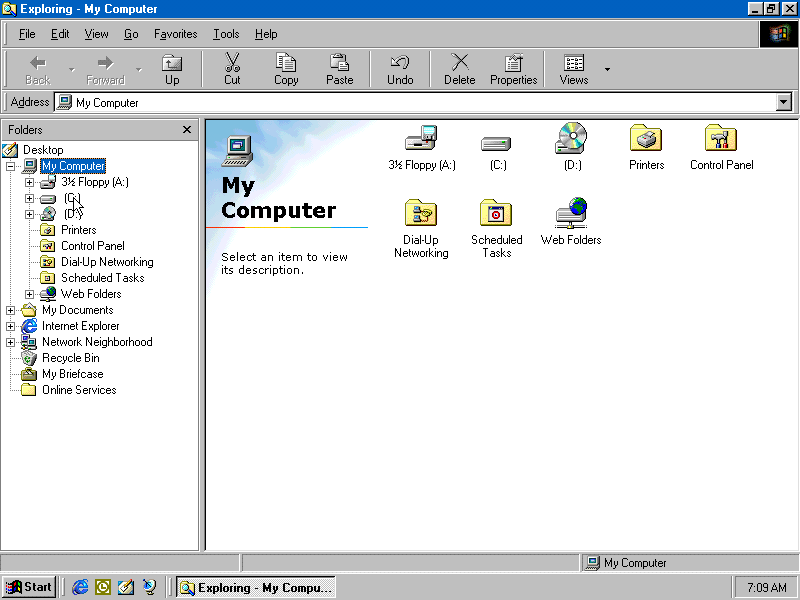 Exploring - My Computer
File Edit View Go Favorites Tools Help
Back Forward Up Cut Copy Paste Undo Delete Properties Views
Address My Computer
Folders
Desktop
My Computer
3½ Floppy (A:)
(C:)
(D:)
Printers
Control Panel
Dial-Up Networking
Scheduled Tasks
Web Folders
My Documents
Internet Explorer
Network Neighborhood
Recycle Bin
My Briefcase
Online Services
My
Computer
Select an item to view
its description.
3½ Floppy (A:) (C:) (D:) Printers Control Panel
Dial-Up
Networking
Scheduled
Tasks
Web Folders
My Computer
Start Exploring - My Compu... 7:09 AM